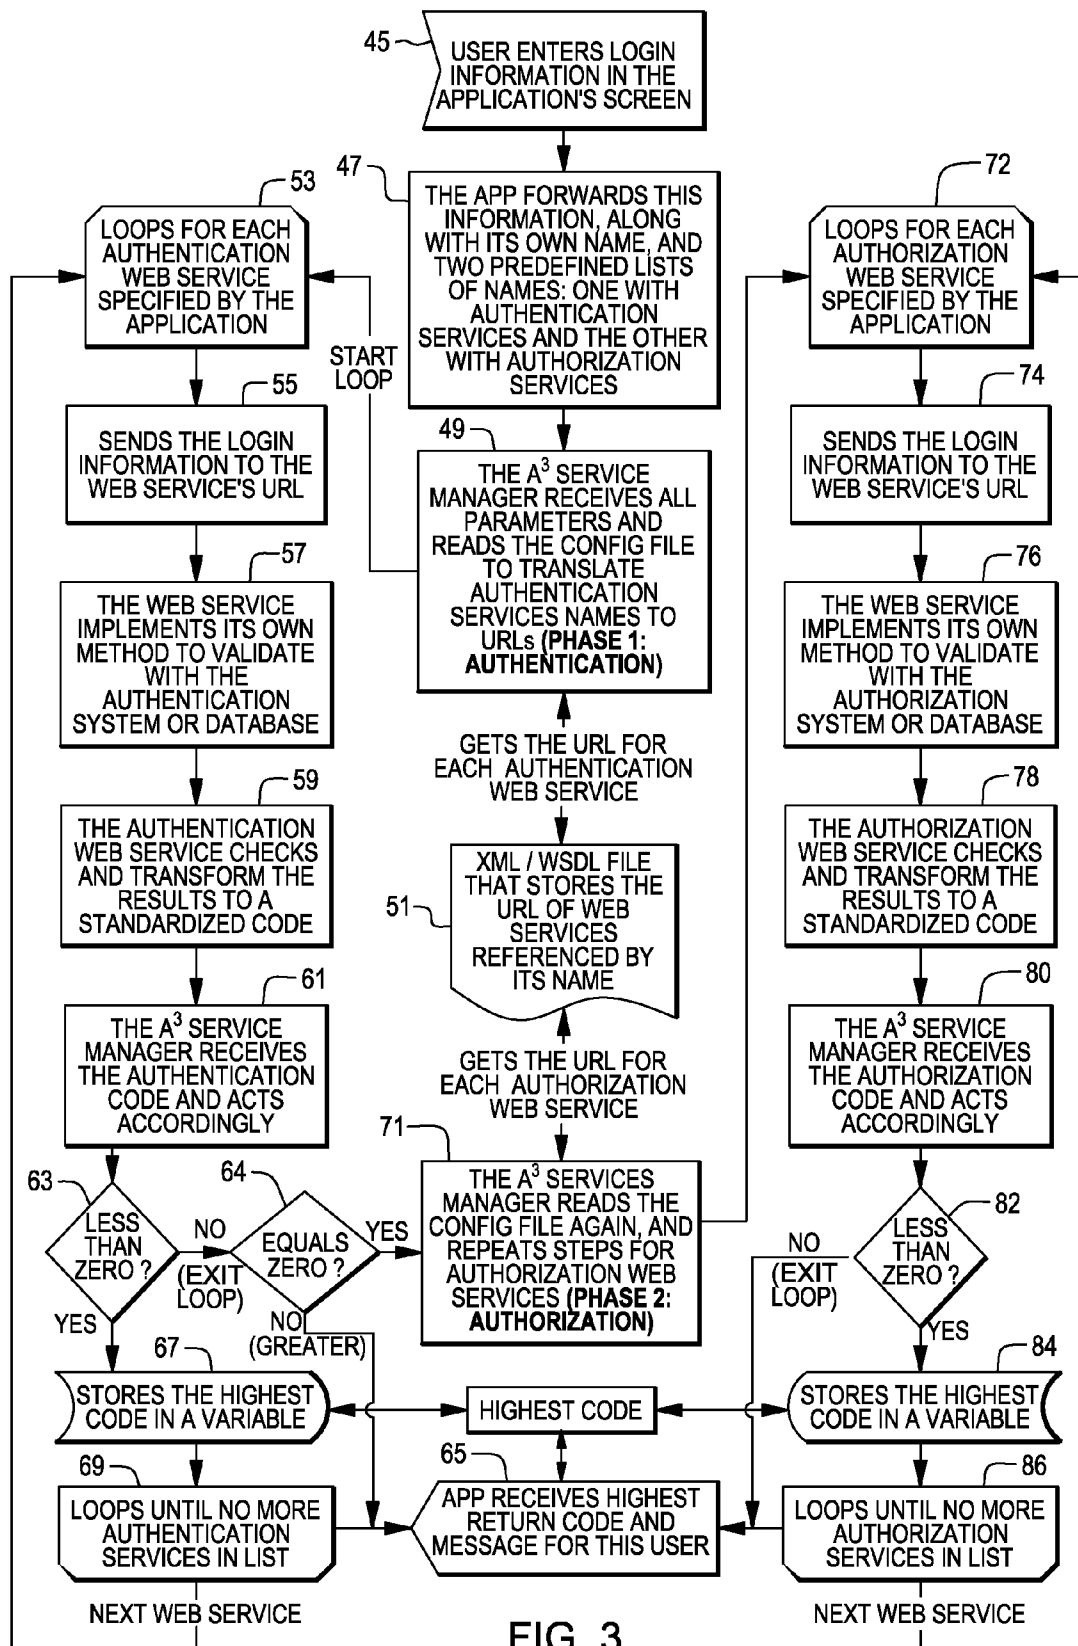 45
USER ENTERS LOGIN
INFORMATION IN THE
APPLICATION'S SCREEN
47
THE APP FORWARDS THIS
INFORMATION, ALONG
WITH ITS OWN NAME, AND
TWO PREDEFINED LISTS
OF NAMES: ONE WITH
AUTHENTICATION
SERVICES AND THE OTHER
WITH AUTHORIZATION
SERVICES
49
THE A³ SERVICE
MANAGER RECEIVES ALL
PARAMETERS AND
READS THE CONFIG FILE
TO TRANSLATE
AUTHENTICATION
SERVICES NAMES TO
URLs (PHASE 1:
AUTHENTICATION)
START
LOOP
53
LOOPS FOR EACH
AUTHENTICATION
WEB SERVICE
SPECIFIED BY THE
APPLICATION
55
SENDS THE LOGIN
INFORMATION TO THE
WEB SERVICE'S URL
57
THE WEB SERVICE
IMPLEMENTS ITS OWN
METHOD TO VALIDATE
WITH THE
AUTHENTICATION
SYSTEM OR DATABASE
59
THE AUTHENTICATION
WEB SERVICE CHECKS
AND TRANSFORM THE
RESULTS TO A
STANDARDIZED CODE
61
THE A³ SERVICE
MANAGER RECEIVES
THE AUTHENTICATION
CODE AND ACTS
ACCORDINGLY
63
LESS
THAN
ZERO ?
NO
(EXIT
LOOP)
YES
64
EQUALS
ZERO ?
YES
NO
(GREATER)
67
STORES THE HIGHEST
CODE IN A VARIABLE
69
LOOPS UNTIL NO MORE
AUTHENTICATION
SERVICES IN LIST
NEXT WEB SERVICE
GETS THE URL FOR
EACH AUTHENTICATION
WEB SERVICE
51
XML / WSDL FILE
THAT STORES THE
URL OF WEB
SERVICES
REFERENCED BY
ITS NAME
GETS THE URL FOR
EACH AUTHORIZATION
WEB SERVICE
71
THE A³ SERVICES
MANAGER READS THE
CONFIG FILE AGAIN, AND
REPEATS STEPS FOR
AUTHORIZATION WEB
SERVICES (PHASE 2:
AUTHORIZATION)
HIGHEST CODE
65
APP RECEIVES HIGHEST
RETURN CODE AND
MESSAGE FOR THIS USER
72
LOOPS FOR EACH
AUTHORIZATION
WEB SERVICE
SPECIFIED BY THE
APPLICATION
74
SENDS THE LOGIN
INFORMATION TO THE
WEB SERVICE'S URL
76
THE WEB SERVICE
IMPLEMENTS ITS OWN
METHOD TO VALIDATE
WITH THE
AUTHORIZATION
SYSTEM OR DATABASE
78
THE AUTHORIZATION
WEB SERVICE CHECKS
AND TRANSFORM THE
RESULTS TO A
STANDARDIZED CODE
80
THE A³ SERVICE
MANAGER RECEIVES
THE AUTHORIZATION
CODE AND ACTS
ACCORDINGLY
82
LESS
THAN
ZERO ?
NO
(EXIT
LOOP)
YES
84
STORES THE HIGHEST
CODE IN A VARIABLE
86
LOOPS UNTIL NO MORE
AUTHORIZATION
SERVICES IN LIST
NEXT WEB SERVICE
FIG. 3